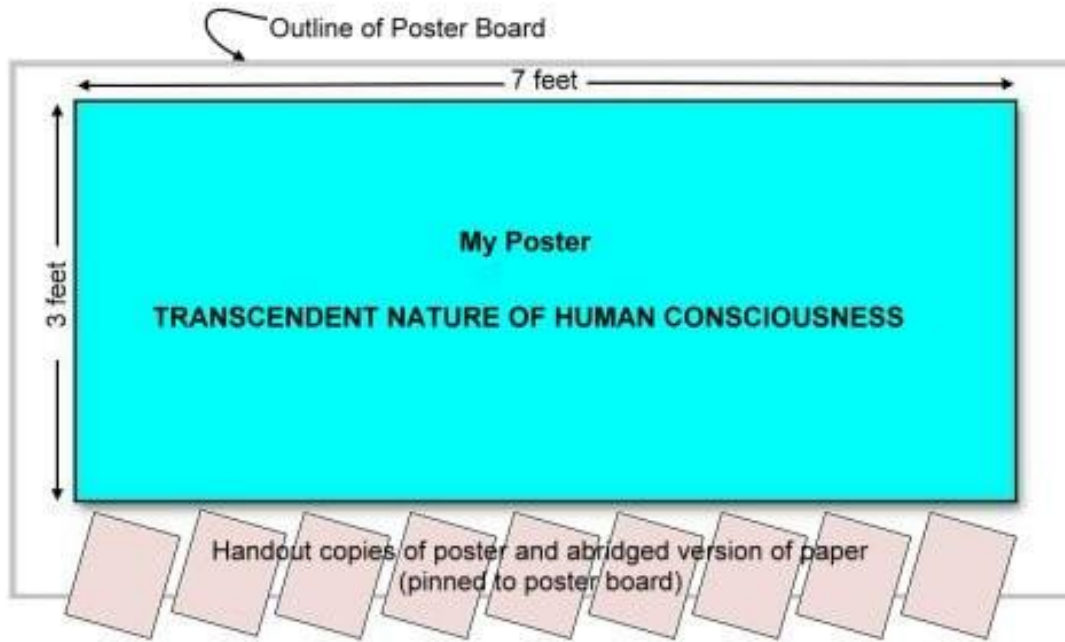 Outline of Poster Board
7 feet
3 feet
My Poster
TRANSCENDENT NATURE OF HUMAN CONSCIOUSNESS
Handout copies of poster and abridged version of paper
(pinned to poster board)